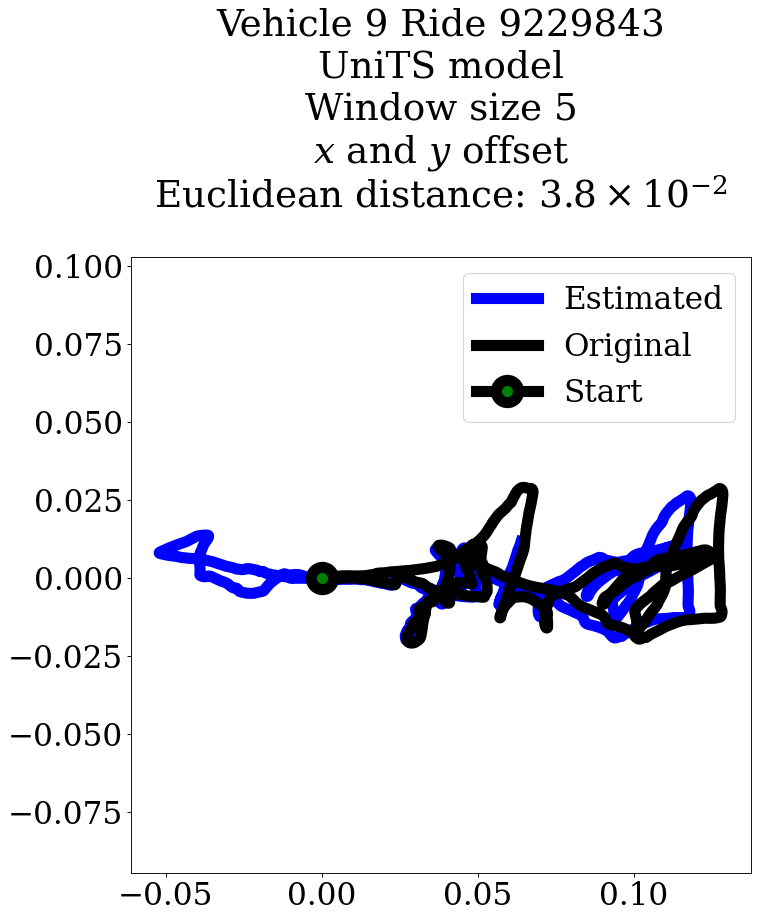 Vehicle 9 Ride 9229843
UniTS model
Window size 5
x and y offset
Euclidean distance: 3.8 × 10⁻²
Estimated
Original
Start
0.100
0.075
0.050
0.025
0.000
−0.025
−0.050
−0.075
−0.05 0.00 0.05 0.10